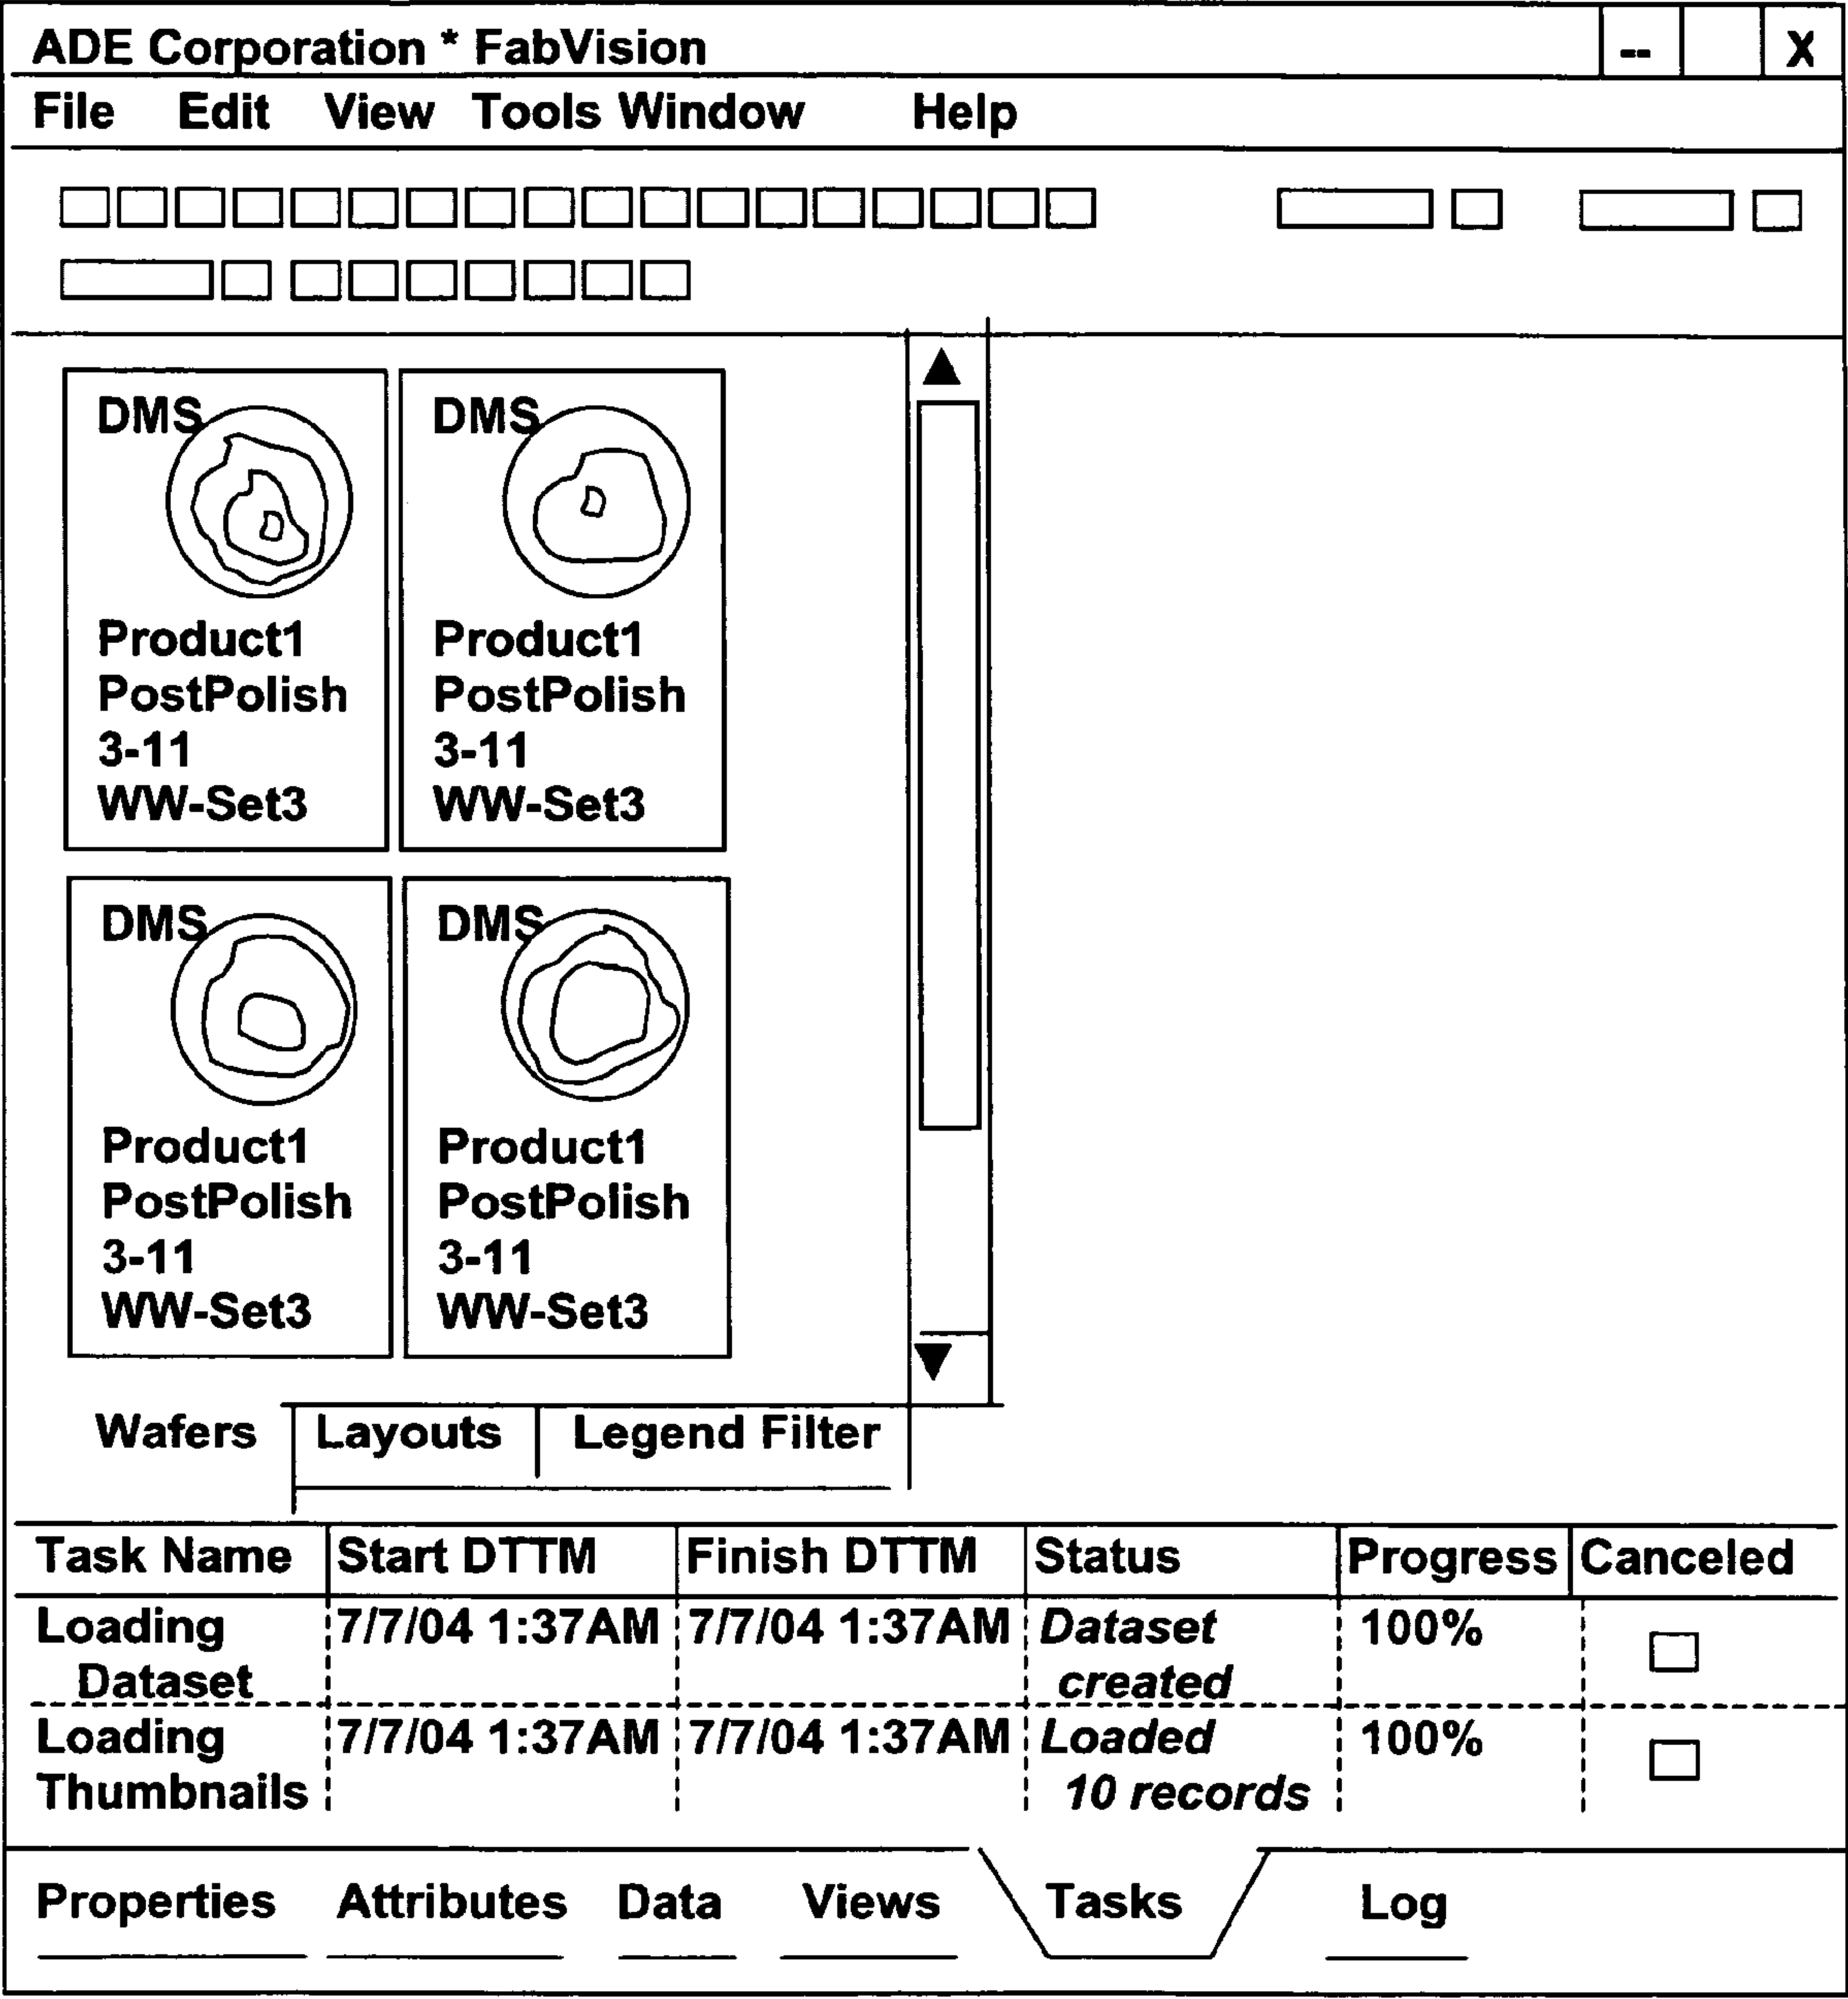 ADE Corporation * FabVision -- X
File Edit View Tools Window Help
DMS DMS
Product1 Product1
PostPolish PostPolish
3-11 3-11
WW-Set3 WW-Set3
DMS DMS
Product1 Product1
PostPolish PostPolish
3-11 3-11
WW-Set3 WW-Set3
Wafers Layouts Legend Filter
Task Name Start DTTM Finish DTTM Status Progress Canceled
Loading 7/7/04 1:37AM 7/7/04 1:37AM Dataset 100%
Dataset created
Loading 7/7/04 1:37AM 7/7/04 1:37AM Loaded 100%
Thumbnails 10 records
Properties Attributes Data Views Tasks Log